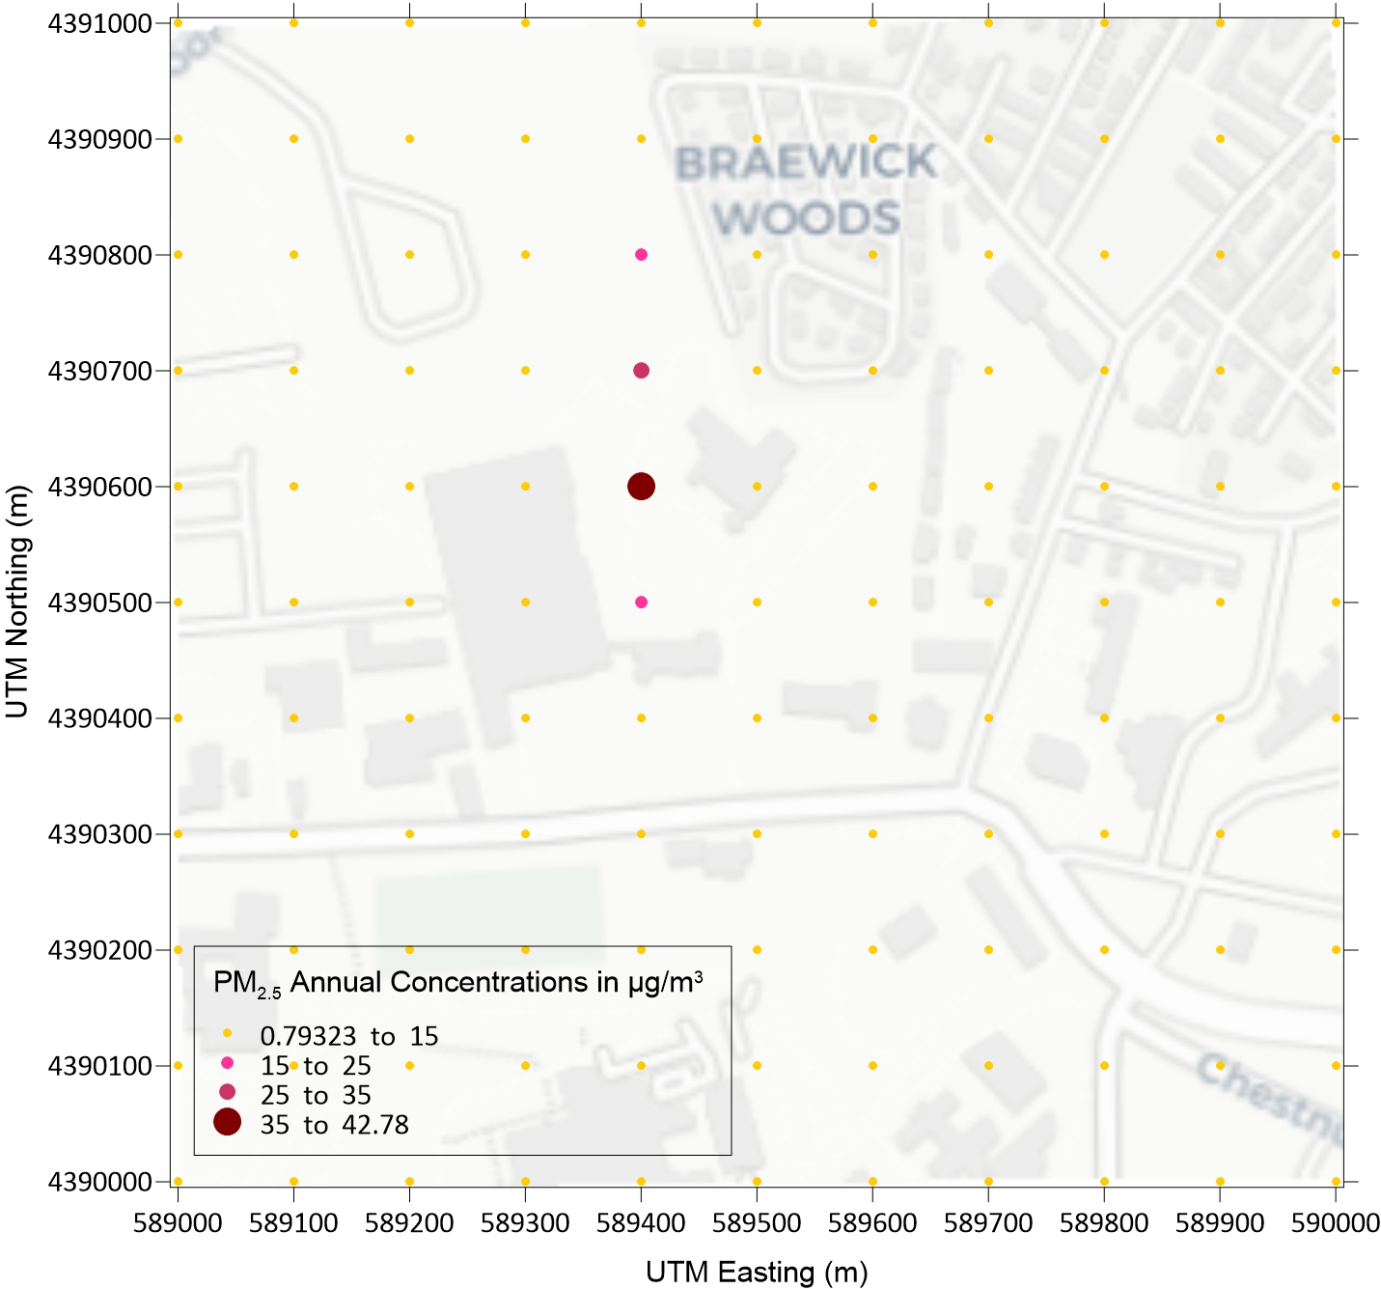 4391000
4390900
4390800
4390700
4390600
4390500
4390400
4390300
4390200
4390100
4390000
UTM Northing (m)
BRAEWICK
WOODS
PM2.5 Annual Concentrations in µg/m³
0.79323 to 15
15 to 25
25 to 35
35 to 42.78
Chestnu
589000 589100 589200 589300 589400 589500 589600 589700 589800 589900 590000
UTM Easting (m)